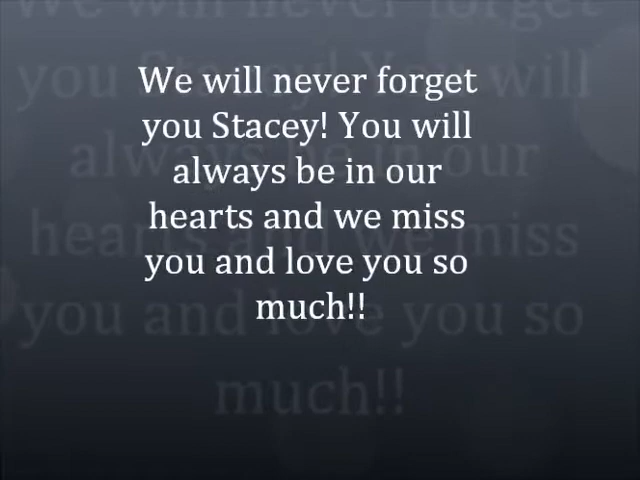 We will never forget
you Stacey! You will
always be in our
hearts and we miss
you and love you so
much!!